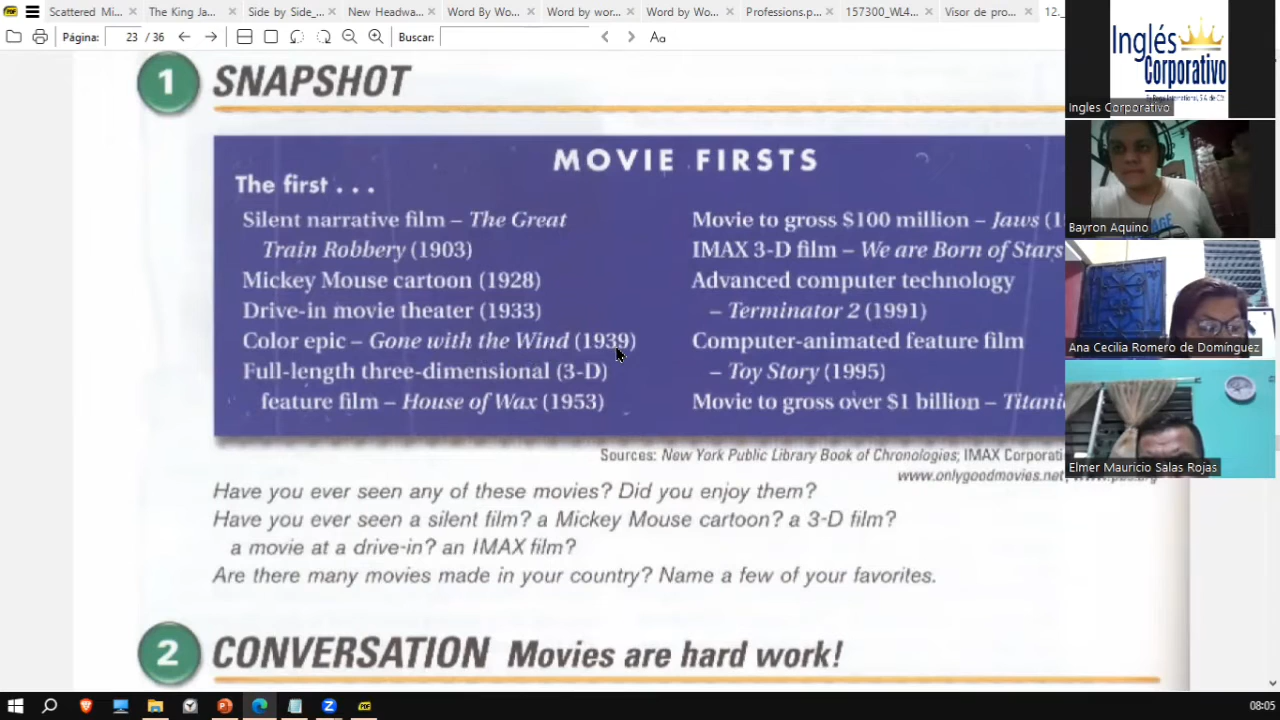 Scattered Mi...
The King Ja...
Side by Side_...
New Headwa...
Word By Wo...
Word by wor...
Word by Wo...
Professions.p...
157300_WL4...
Visor de pro...
12._
Página:
23 / 36
Buscar:
Aa
1 SNAPSHOT
MOVIE FIRSTS
The first . . .
Silent narrative film – The Great
Train Robbery (1903)
Mickey Mouse cartoon (1928)
Drive-in movie theater (1933)
Color epic – Gone with the Wind (1939)
Full-length three-dimensional (3-D)
feature film – House of Wax (1953)
Movie to gross $100 million – Jaws (1
IMAX 3-D film – We are Born of Stars
Advanced computer technology
– Terminator 2 (1991)
Computer-animated feature film
– Toy Story (1995)
Movie to gross over $1 billion – Titani
Sources: New York Public Library Book of Chronologies; IMAX Corporati
www.onlygoodmovies.net
Have you ever seen any of these movies? Did you enjoy them?
Have you ever seen a silent film? a Mickey Mouse cartoon? a 3-D film?
a movie at a drive-in? an IMAX film?
Are there many movies made in your country? Name a few of your favorites.
2 CONVERSATION Movies are hard work!
Inglés
Corporativo
Ingles Corporativo
Bayron Aquino
Ana Cecilia Romero de Domínguez
Elmer Mauricio Salas Rojas
08:05